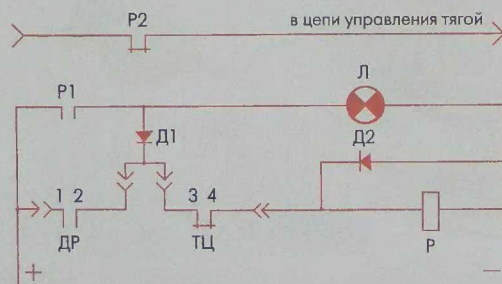 Р2 в цепи управления тягой
Р1 Л
Д1 Д2
1 2 3 4
ДР ТЦ Р
+ −